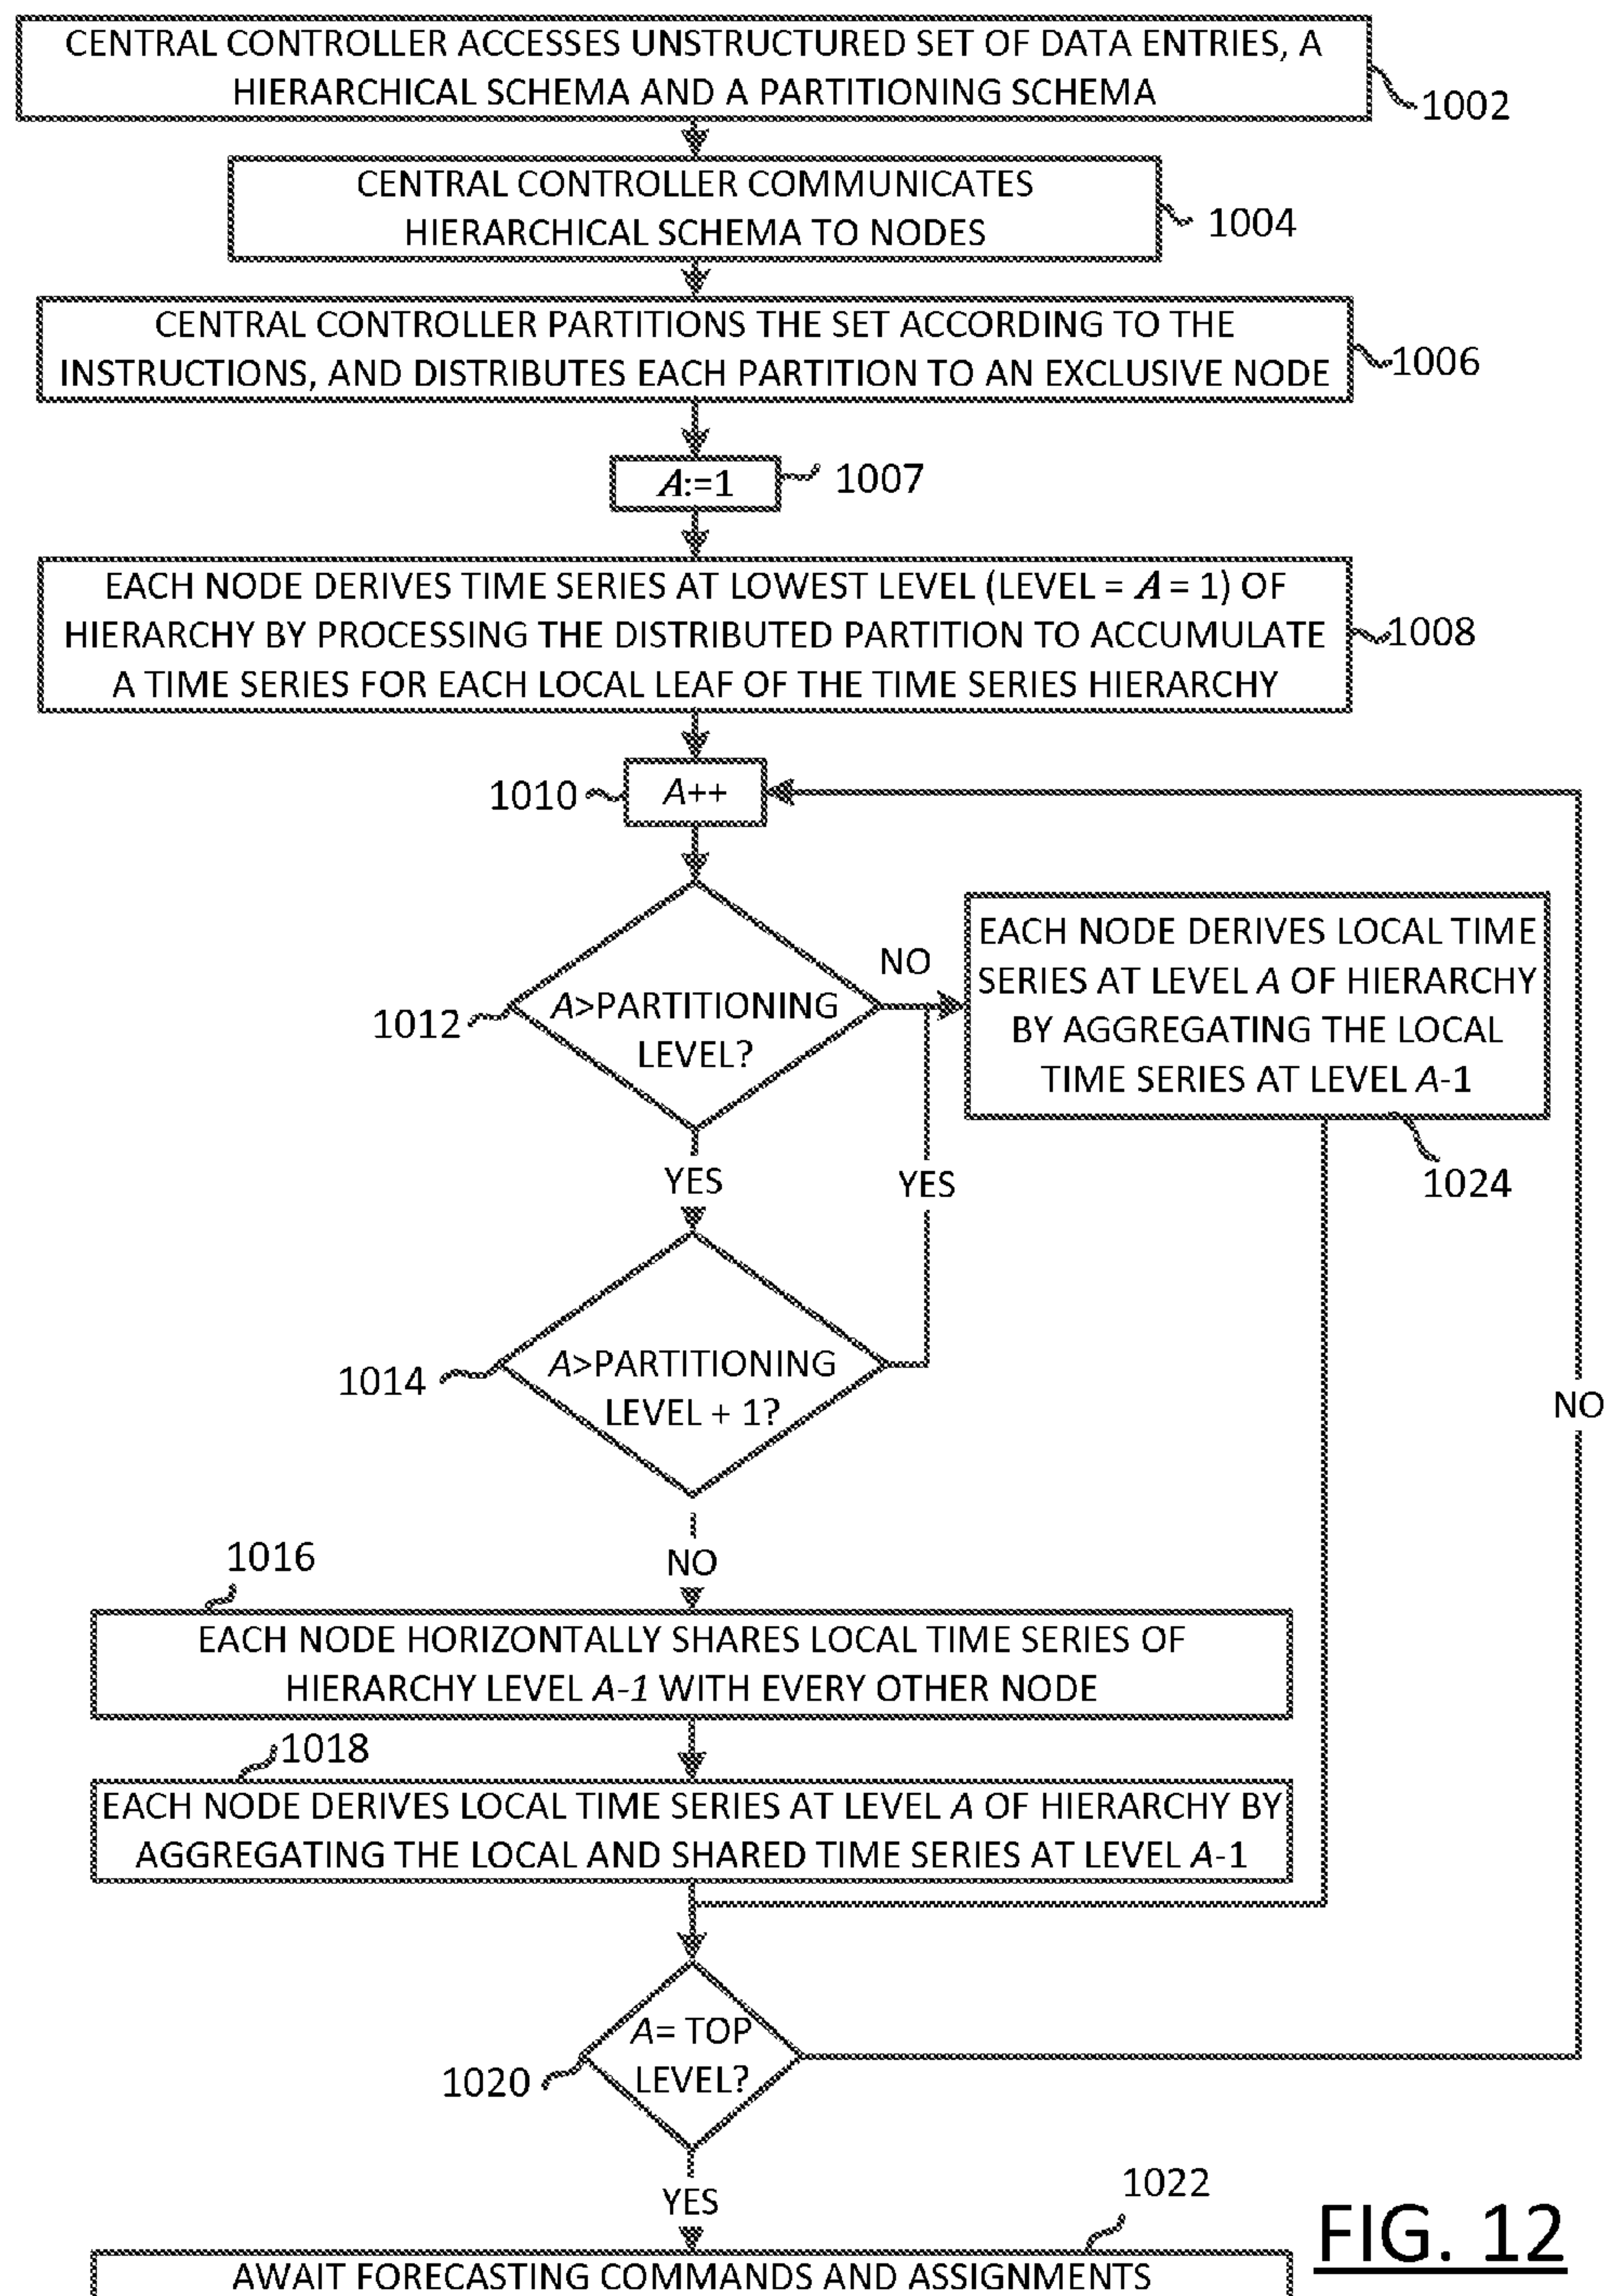 CENTRAL CONTROLLER ACCESSES UNSTRUCTURED SET OF DATA ENTRIES, A
HIERARCHICAL SCHEMA AND A PARTITIONING SCHEMA
1002
CENTRAL CONTROLLER COMMUNICATES
HIERARCHICAL SCHEMA TO NODES
1004
CENTRAL CONTROLLER PARTITIONS THE SET ACCORDING TO THE
INSTRUCTIONS, AND DISTRIBUTES EACH PARTITION TO AN EXCLUSIVE NODE
1006
A:=1
1007
EACH NODE DERIVES TIME SERIES AT LOWEST LEVEL (LEVEL = A = 1) OF
HIERARCHY BY PROCESSING THE DISTRIBUTED PARTITION TO ACCUMULATE
A TIME SERIES FOR EACH LOCAL LEAF OF THE TIME SERIES HIERARCHY
1008
1010
A++
1012
A>PARTITIONING
LEVEL?
NO
EACH NODE DERIVES LOCAL TIME
SERIES AT LEVEL A OF HIERARCHY
BY AGGREGATING THE LOCAL
TIME SERIES AT LEVEL A-1
1024
YES
YES
1014
A>PARTITIONING
LEVEL + 1?
NO
NO
1016
EACH NODE HORIZONTALLY SHARES LOCAL TIME SERIES OF
HIERARCHY LEVEL A-1 WITH EVERY OTHER NODE
1018
EACH NODE DERIVES LOCAL TIME SERIES AT LEVEL A OF HIERARCHY BY
AGGREGATING THE LOCAL AND SHARED TIME SERIES AT LEVEL A-1
A= TOP
LEVEL?
1020
YES
1022
AWAIT FORECASTING COMMANDS AND ASSIGNMENTS
FIG. 12